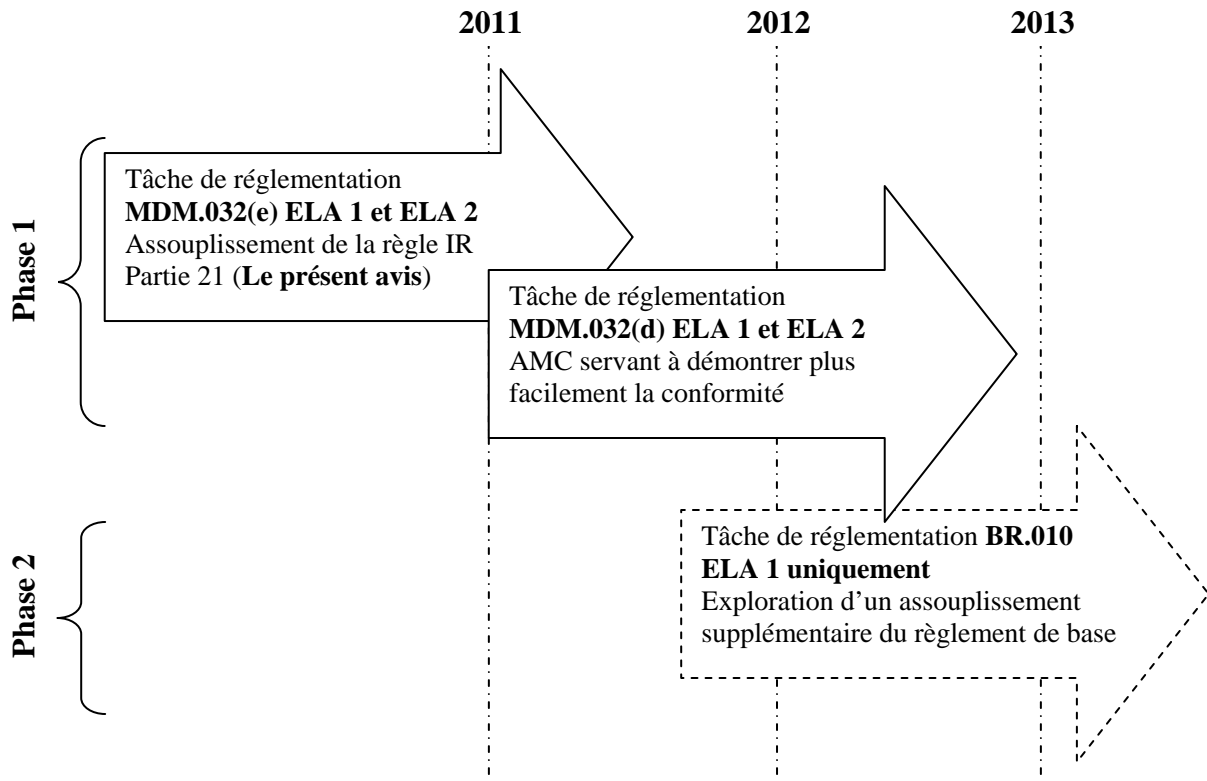 2011
2012
2013
Phase 1
Tâche de réglementation
MDM.032(e) ELA 1 et ELA 2
Assouplissement de la règle IR
Partie 21 (Le présent avis)
Tâche de réglementation
MDM.032(d) ELA 1 et ELA 2
AMC servant à démontrer plus
facilement la conformité
Phase 2
Tâche de réglementation BR.010
ELA 1 uniquement
Exploration d’un assouplissement
supplémentaire du règlement de base